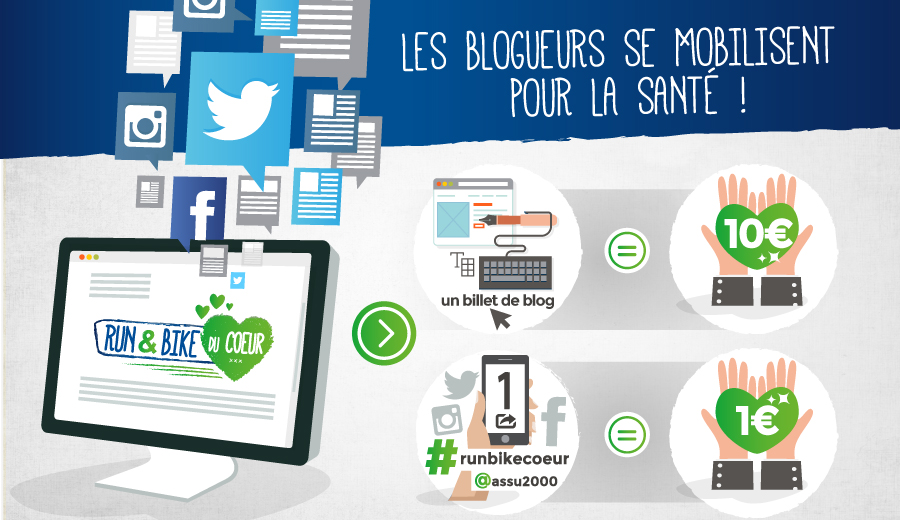 LES BLOGUEURS SE MOBILISENT
POUR LA SANTÉ !
RUN & BIKE DU COEUR
un billet de blog
=
10€
1
#runbikecoeur
@assu2000
=
1€